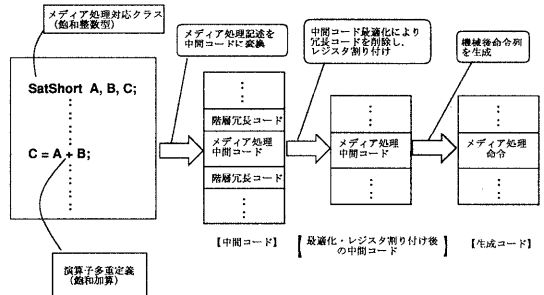 メディア処理対応クラス
(飽和整数型)
SatShort A, B, C;
C = A + B;
演算子多重定義
(飽和加算)
メディア処理記述を
中間コードに変換
階層冗長コード
メディア処理
中間コード
階層冗長コード
【中間コード】
中間コード最適化により
冗長コードを削除し、
レジスタ割り付け
メディア処理
中間コード
【最適化・レジスタ割り付け後
の中間コード】
機械後命令列
を生成
メディア処理
命令
【生成コード】